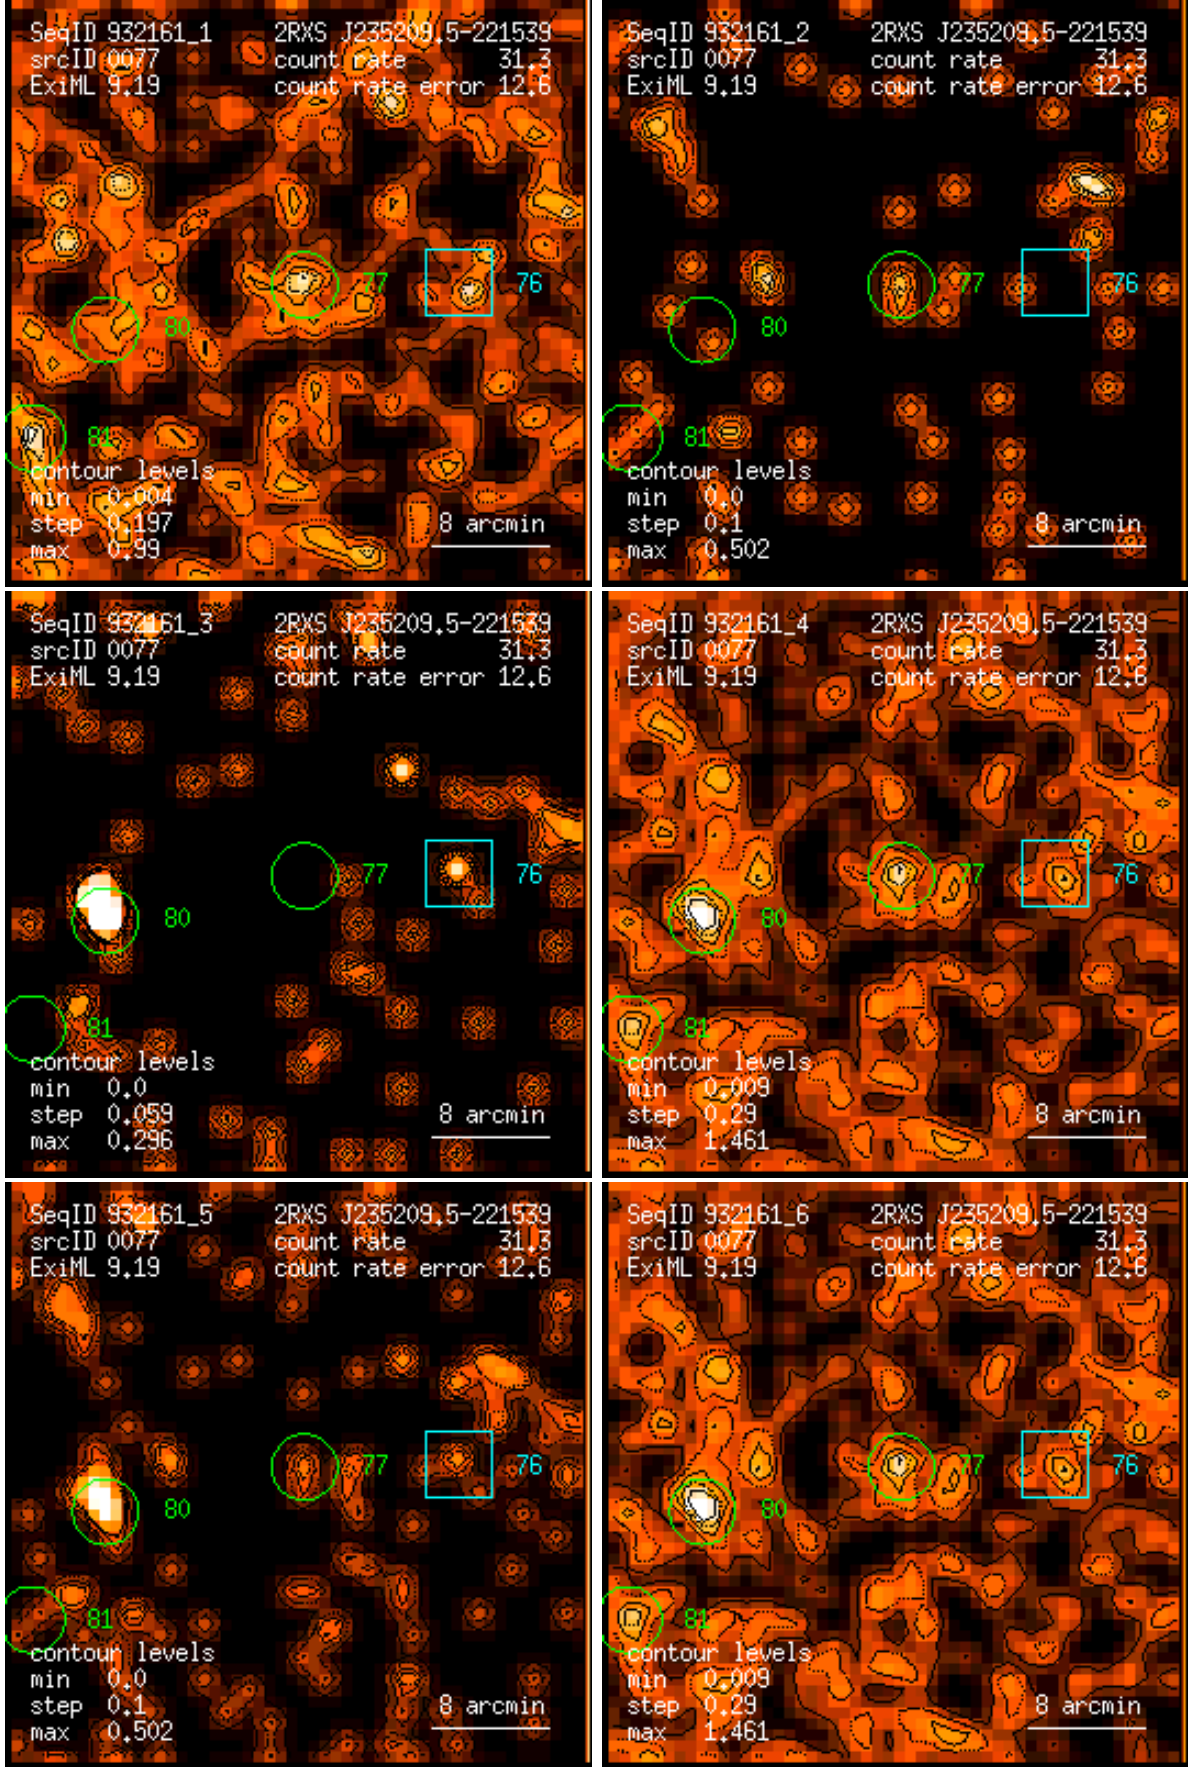 SeqID 932161_1 2RXS J235209.5-221539
srcID 0077 count rate 31.3
ExiML 9.19 count rate error 12.6
77
76
80
81
contour levels
min 0.004
step 0.197
max 0.99
8 arcmin
SeqID 932161_2 2RXS J235209.5-221539
srcID 0077 count rate 31.3
ExiML 9.19 count rate error 12.6
77
76
80
81
contour levels
min 0.0
step 0.1
max 0.502
8 arcmin
SeqID 932161_3 2RXS J235209.5-221539
srcID 0077 count rate 31.3
ExiML 9.19 count rate error 12.6
77
76
80
81
contour levels
min 0.0
step 0.059
max 0.296
8 arcmin
SeqID 932161_4 2RXS J235209.5-221539
srcID 0077 count rate 31.3
ExiML 9.19 count rate error 12.6
77
76
80
81
contour levels
min 0.009
step 0.29
max 1.461
8 arcmin
SeqID 932161_5 2RXS J235209.5-221539
srcID 0077 count rate 31.3
ExiML 9.19 count rate error 12.6
77
76
80
81
contour levels
min 0.0
step 0.1
max 0.502
8 arcmin
SeqID 932161_6 2RXS J235209.5-221539
srcID 0077 count rate 31.3
ExiML 9.19 count rate error 12.6
77
76
80
81
contour levels
min 0.009
step 0.29
max 1.461
8 arcmin